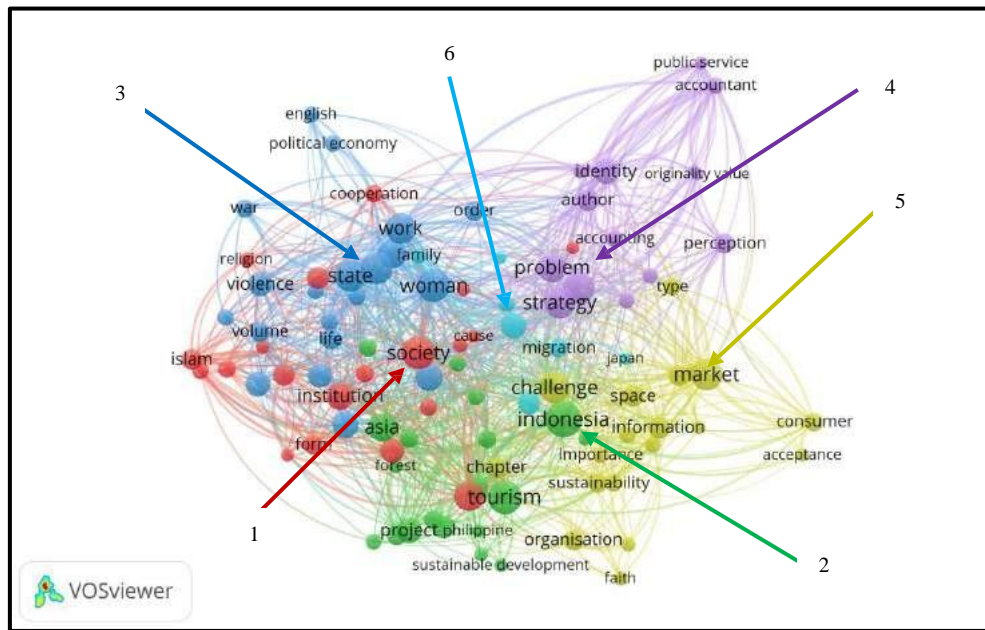 6
public service
accountant
3
4
english
political economy
identity
originality value
cooperation
author
5
war
order
work
accounting
perception
religion
family
problem
state
violence
woman
type
strategy
volume
life
cause
migration
japan
islam
society
market
challenge
institution
space
indonesia
consumer
asia
information
form
importance
acceptance
forest
chapter
sustainability
tourism
1
project
philippine
organisation
2
sustainable development
faith
VOSviewer